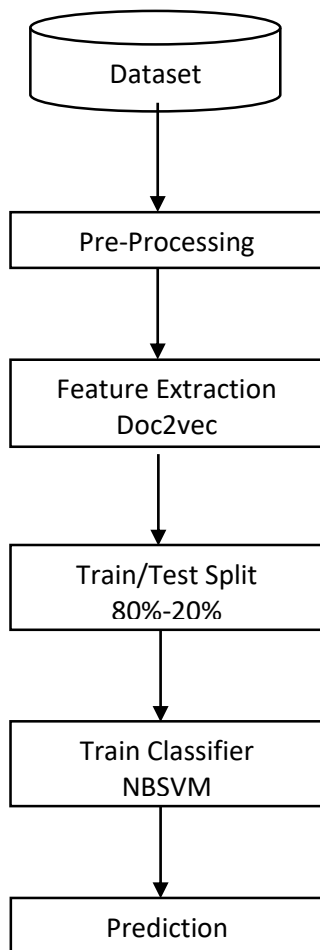 Dataset
Pre-Processing
Feature Extraction
Doc2vec
Train/Test Split
80%-20%
Train Classifier
NBSVM
Prediction